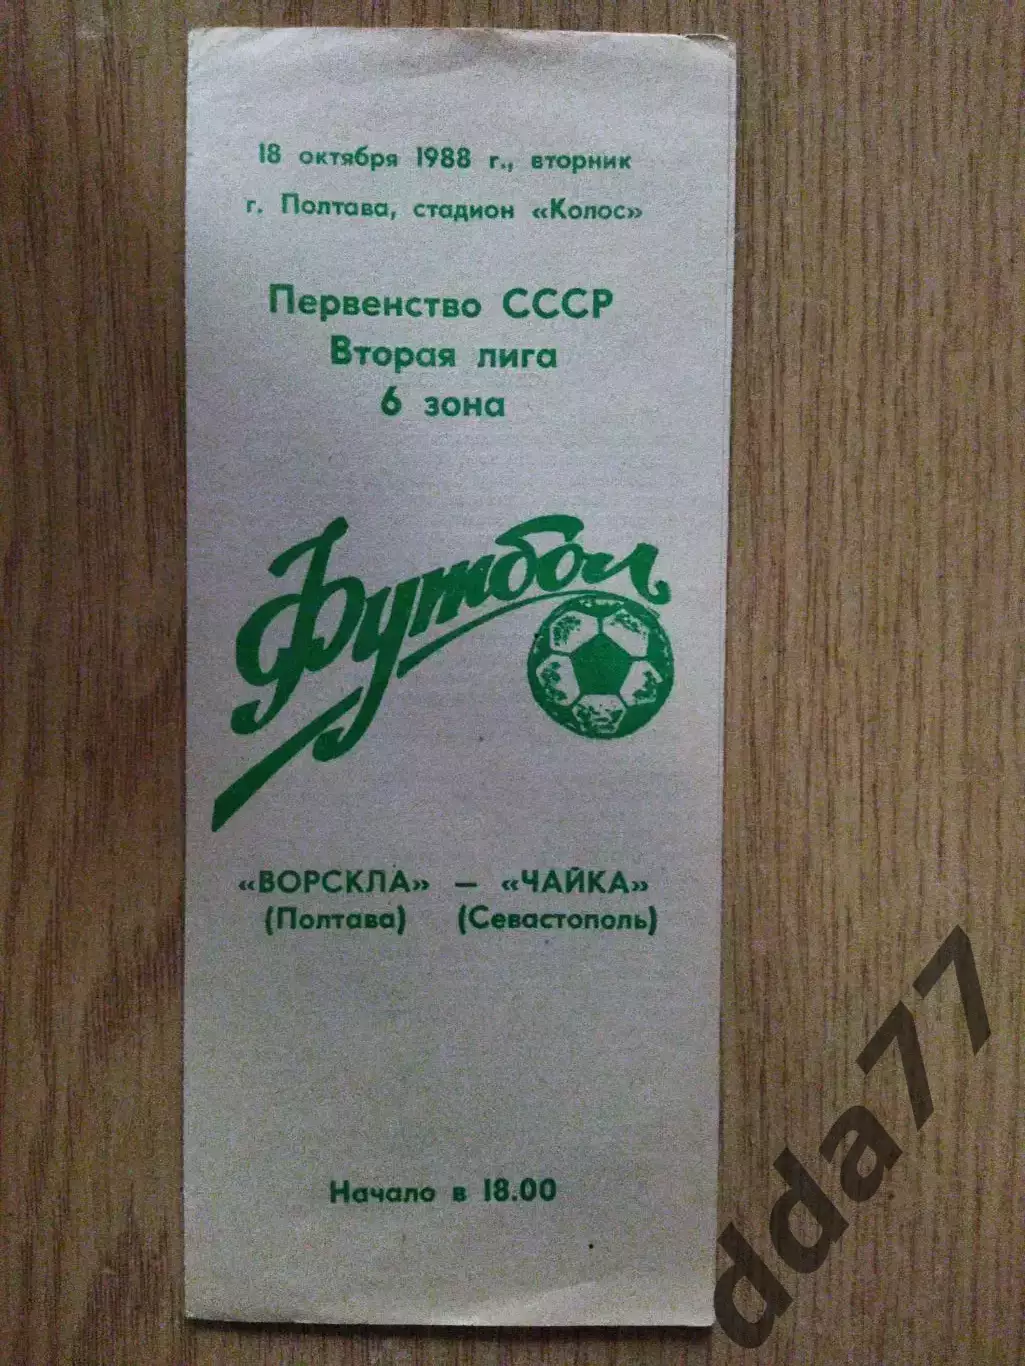 18 октября 1988 г., вторник
г. Полтава, стадион «Колос»
Первенство СССР
Вторая лига
6 зона
Футбол
«ВОРСКЛА» — «ЧАЙКА»
(Полтава) (Севастополь)
Начало в 18.00
dda77